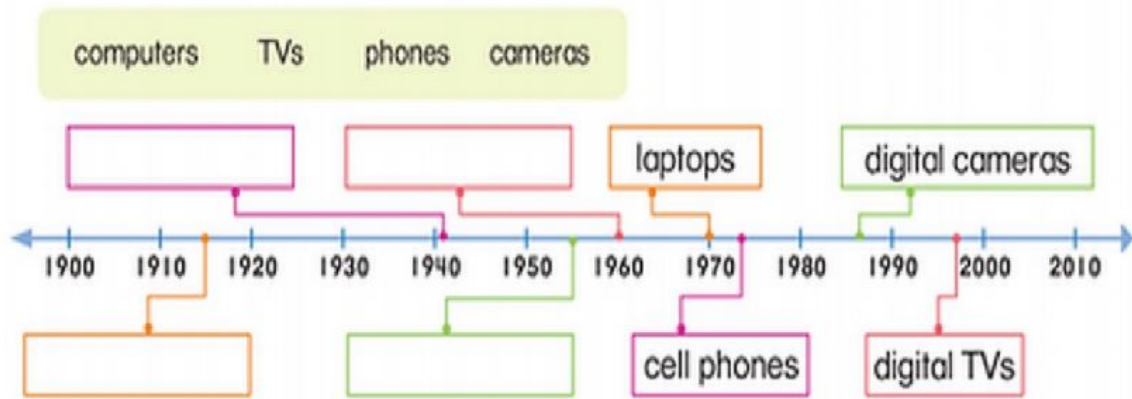 computers TVs phones cameras
laptops digital cameras
1900 1910 1920 1930 1940 1950 1960 1970 1980 1990 2000 2010
cell phones digital TVs